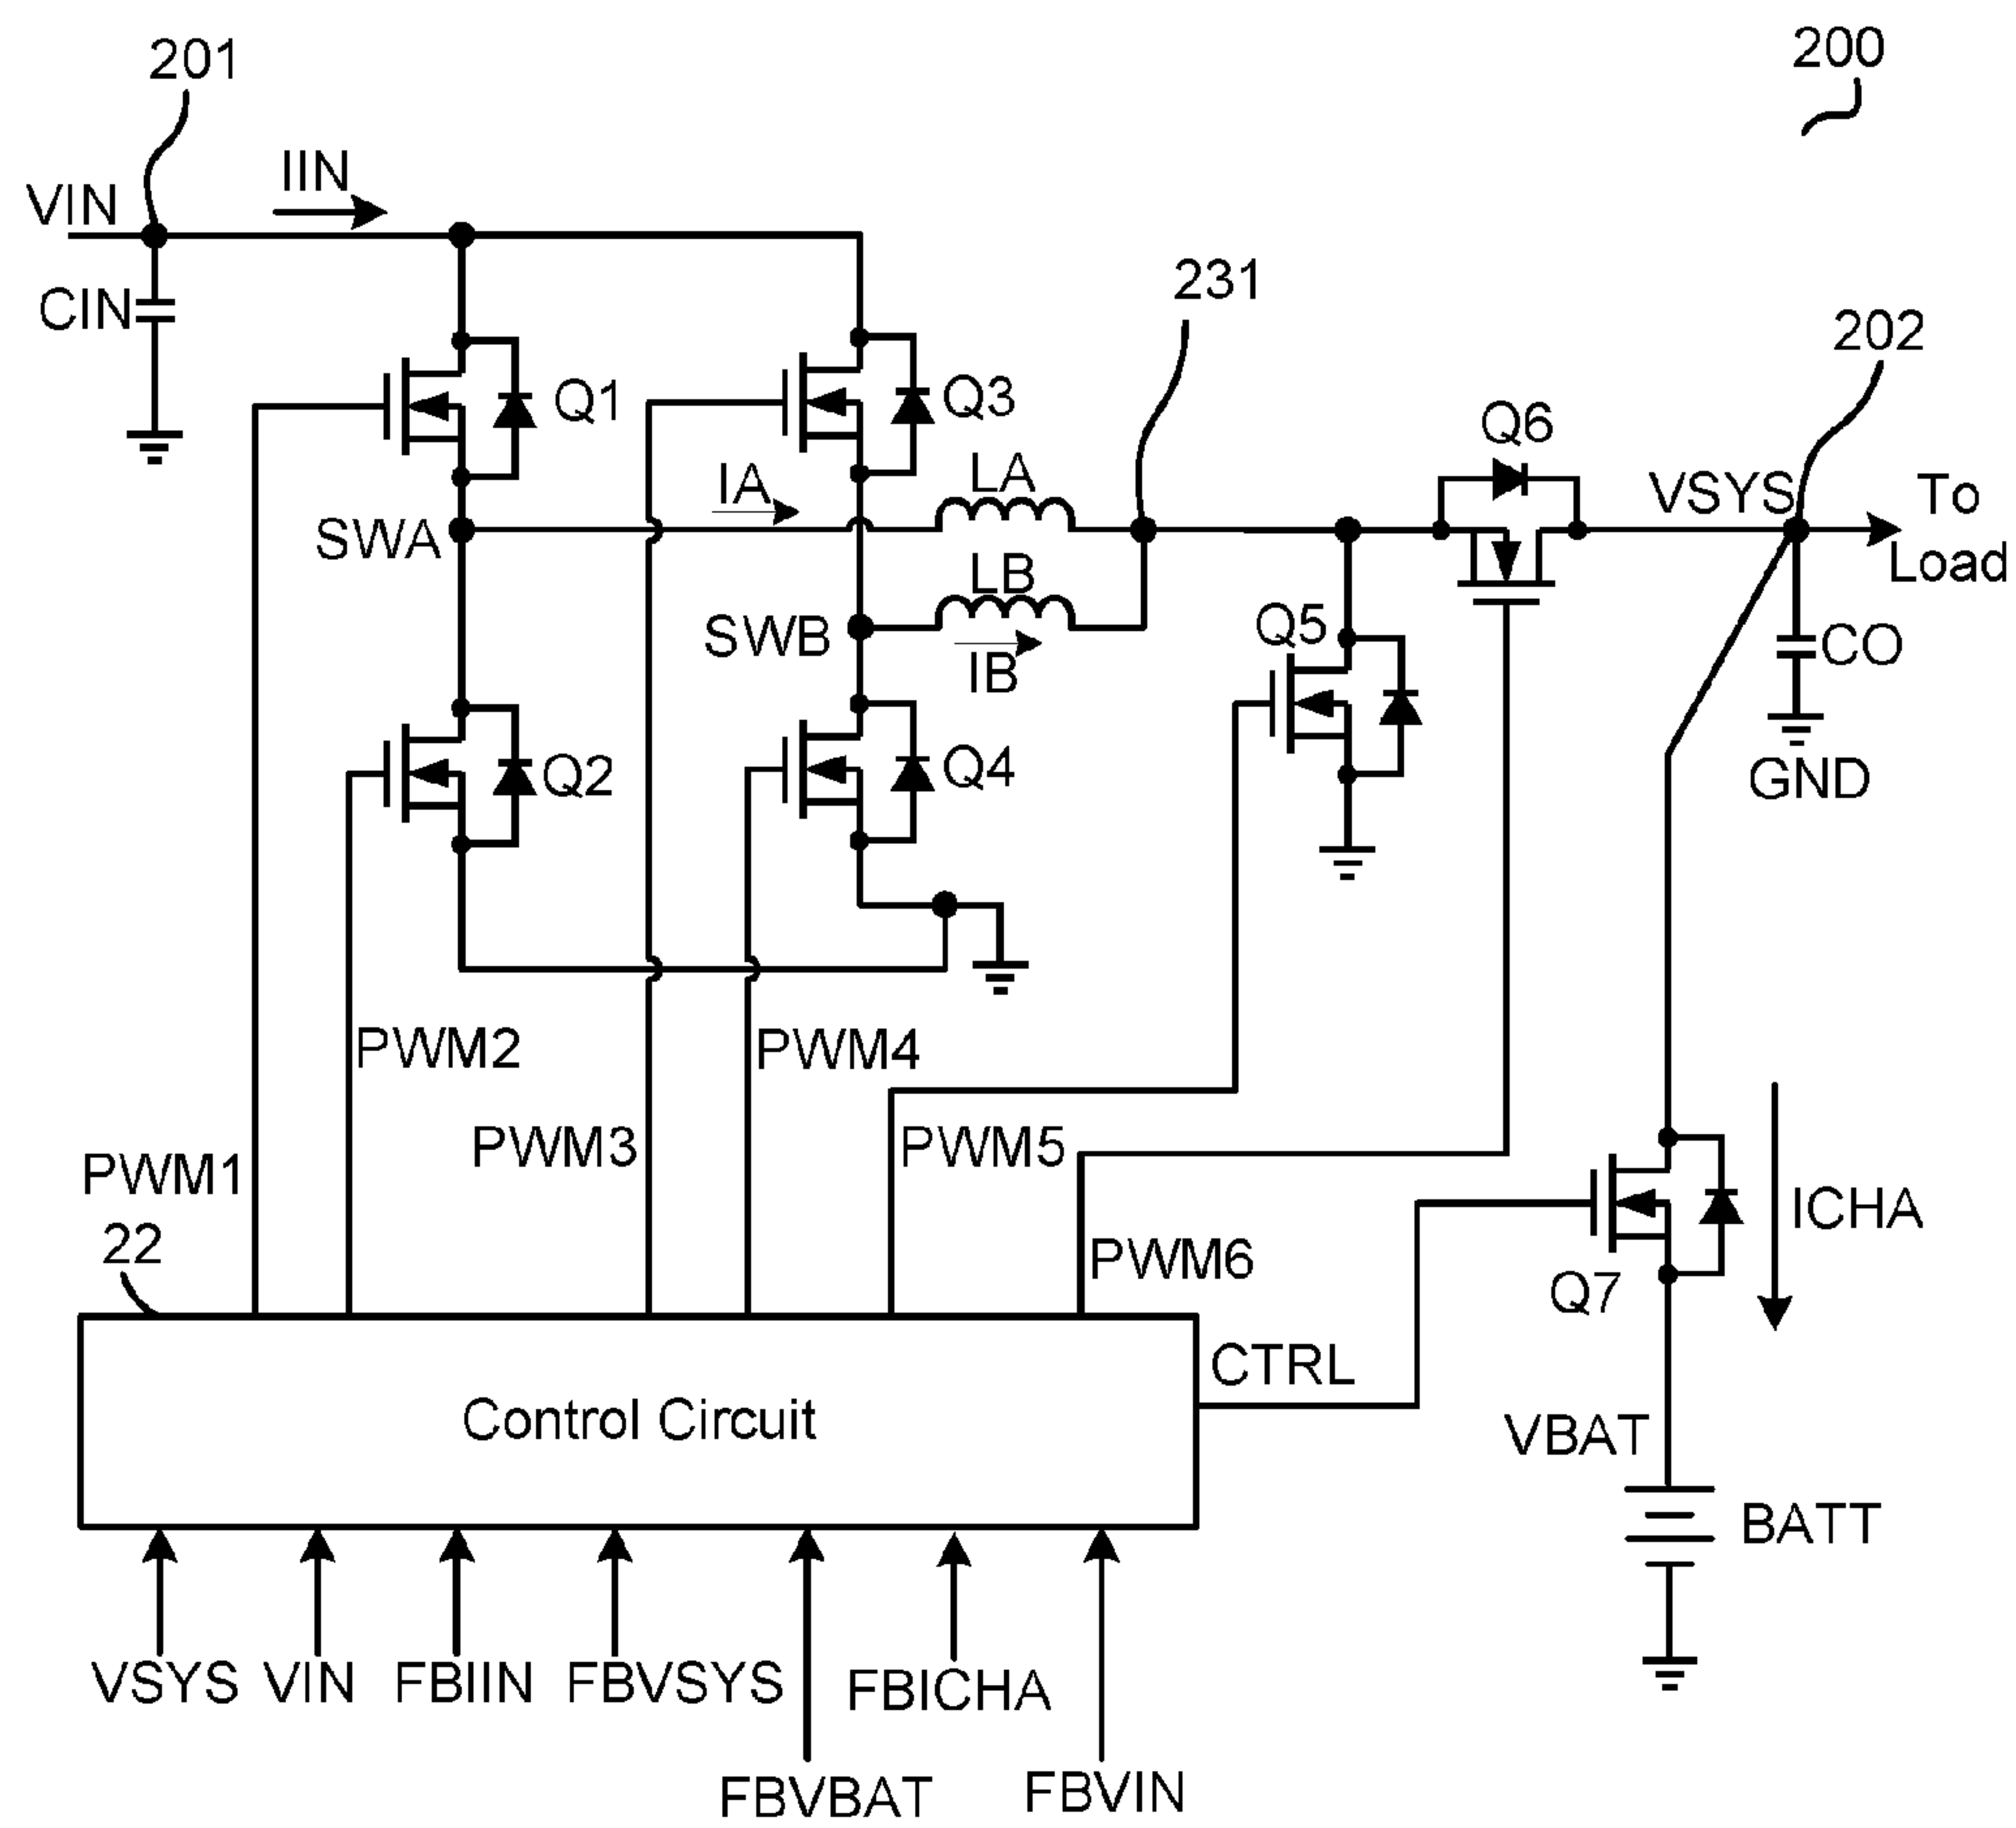 201
200
IIN
VIN
231
CIN
202
Q1
Q3
Q6
LA
IA
VSYS
To
Load
SWA
LB
SWB
Q5
IB
CO
Q2
Q4
GND
PWM2
PWM4
PWM3
PWM5
PWM1
ICHA
22
PWM6
Q7
CTRL
Control Circuit
VBAT
BATT
VSYS
VIN
FBIIN
FBVSYS
FBICHA
FBVBAT
FBVIN